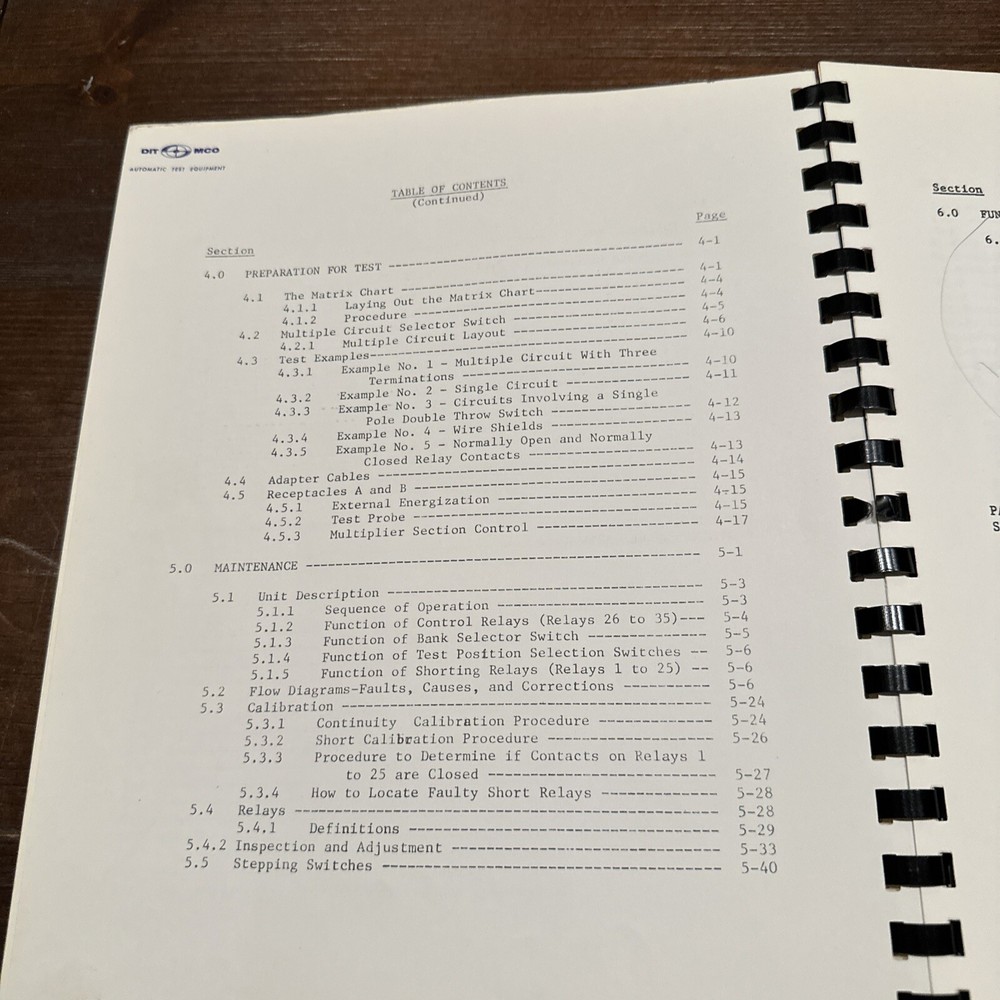 DIT MCO
AUTOMATIC TEST EQUIPMENT
TABLE OF CONTENTS
(Continued)
Section Page
4.0 PREPARATION FOR TEST ---------- 4-1
4.1 The Matrix Chart ---------- 4-1
4.1.1 Laying Out the Matrix Chart---------- 4-4
4.1.2 Procedure ---------- 4-4
4.2 Multiple Circuit Selector Switch ---------- 4-5
4.2.1 Multiple Circuit Layout ---------- 4-6
4.3 Test Examples---------- 4-10
4.3.1 Example No. 1 - Multiple Circuit With Three
Terminations ---------- 4-10
4.3.2 Example No. 2 - Single Circuit ---------- 4-11
4.3.3 Example No. 3 - Circuits Involving a Single
Pole Double Throw Switch ---------- 4-12
4.3.4 Example No. 4 - Wire Shields ---------- 4-13
4.3.5 Example No. 5 - Normally Open and Normally
Closed Relay Contacts ---------- 4-13
4.4 Adapter Cables ---------- 4-14
4.5 Receptacles A and B ---------- 4-15
4.5.1 External Energization ---------- 4-15
4.5.2 Test Probe ---------- 4-15
4.5.3 Multiplier Section Control ---------- 4-17
5.0 MAINTENANCE ---------- 5-1
5.1 Unit Description ---------- 5-3
5.1.1 Sequence of Operation ---------- 5-3
5.1.2 Function of Control Relays (Relays 26 to 35)--- 5-4
5.1.3 Function of Bank Selector Switch ---------- 5-5
5.1.4 Function of Test Position Selection Switches -- 5-6
5.1.5 Function of Shorting Relays (Relays 1 to 25) -- 5-6
5.2 Flow Diagrams-Faults, Causes, and Corrections ---------- 5-6
5.3 Calibration ---------- 5-24
5.3.1 Continuity Calibration Procedure ---------- 5-24
5.3.2 Short Calibration Procedure ---------- 5-26
5.3.3 Procedure to Determine if Contacts on Relays 1
to 25 are Closed ---------- 5-27
5.3.4 How to Locate Faulty Short Relays ---------- 5-28
5.4 Relays ---------- 5-28
5.4.1 Definitions ---------- 5-29
5.4.2 Inspection and Adjustment ---------- 5-33
5.5 Stepping Switches ---------- 5-40
Section
6.0 FUN
6.
PA
S